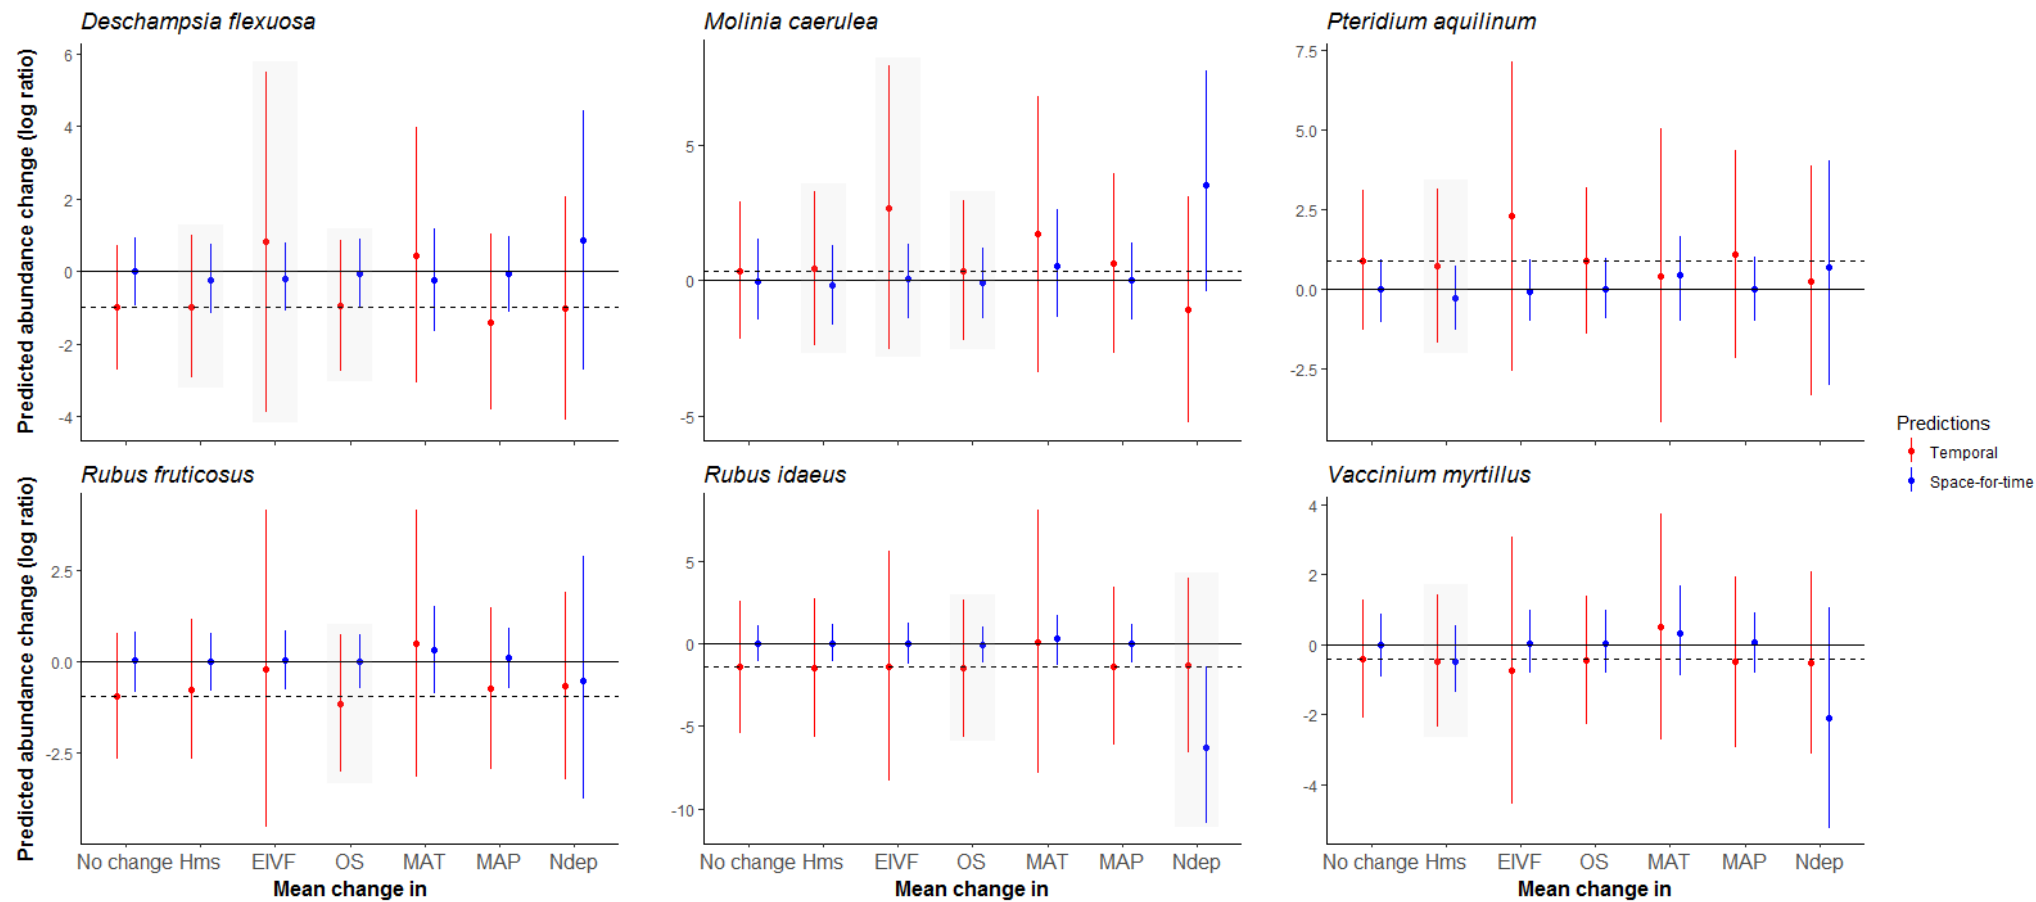 Deschampsia flexuosa
Molinia caerulea
Pteridium aquilinum
Predicted abundance change (log ratio)
6
4
2
0
-2
-4
5
0
-5
7.5
5.0
2.5
0.0
-2.5
Predictions
Temporal
Space-for-time
Rubus fruticosus
Rubus idaeus
Vaccinium myrtillus
Predicted abundance change (log ratio)
2.5
0.0
-2.5
5
0
-5
-10
4
2
0
-2
-4
No change Hms EIVF OS MAT MAP Ndep
No change Hms EIVF OS MAT MAP Ndep
No change Hms EIVF OS MAT MAP Ndep
Mean change in
Mean change in
Mean change in